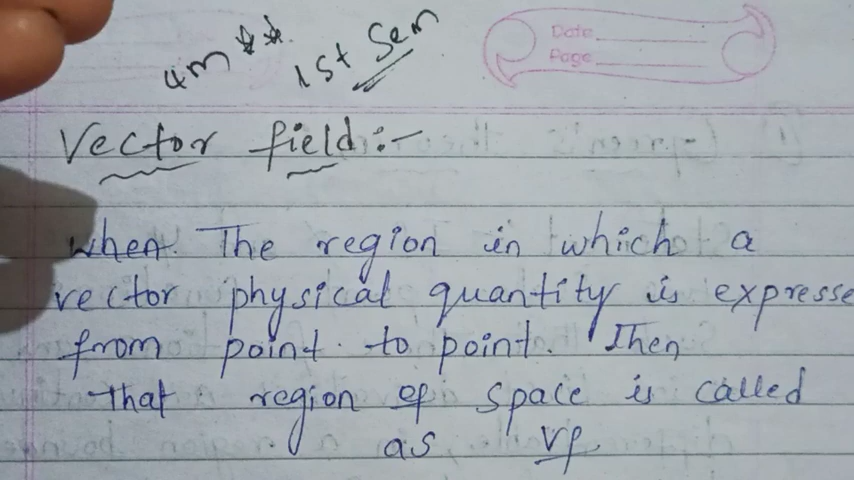 4m ** 1st Sem
Date
Page
Vector field:-
when The region in which a
vector physical quantity is expresse
from point to point. Then
that region of space is called
as Vf